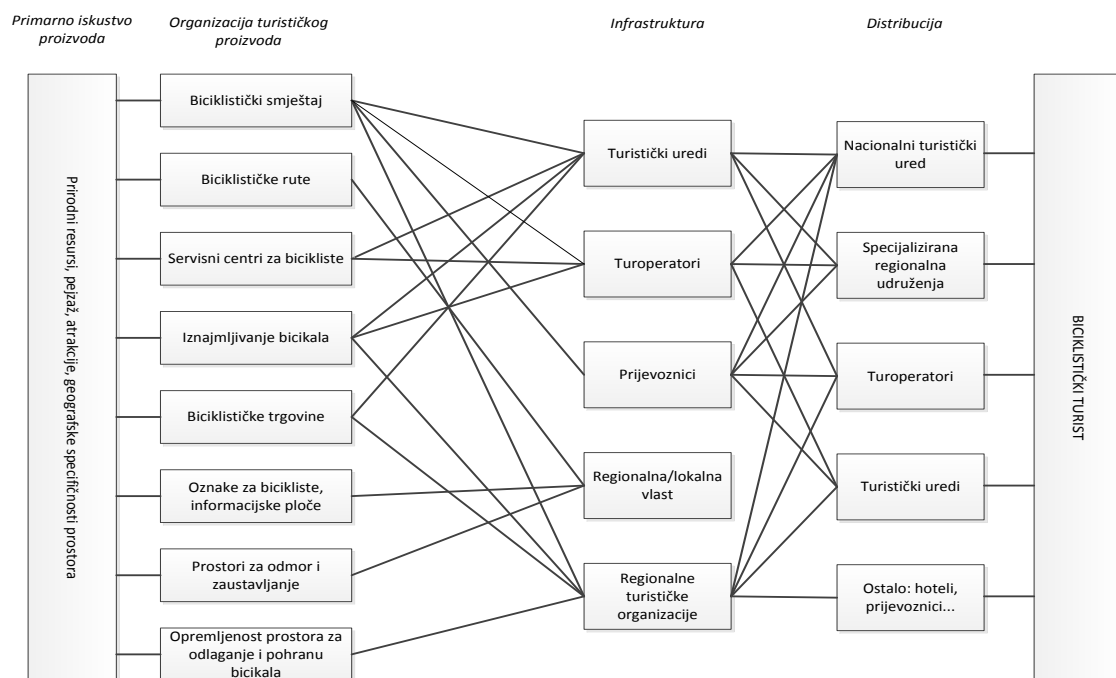 Primarno iskustvo
proizvoda
Organizacija turističkog
proizvoda
Infrastruktura
Distribucija
Prirodni resursi, pejzaž, atrakcije, geografske specifičnosti prostora
Biciklistički smještaj
Biciklističke rute
Servisni centri za bicikliste
Iznajmljivanje bicikala
Biciklističke trgovine
Oznake za bicikliste,
informacijske ploče
Prostori za odmor i
zaustavljanje
Opremljenost prostora za
odlaganje i pohranu
bicikala
Turistički uredi
Turoperatori
Prijevoznici
Regionalna/lokalna
vlast
Regionalne
turističke
organizacije
Nacionalni turistički
ured
Specijalizirana
regionalna
udruženja
Turoperatori
Turistički uredi
Ostalo: hoteli,
prijevoznici...
BICIKLISTIČKI TURIST